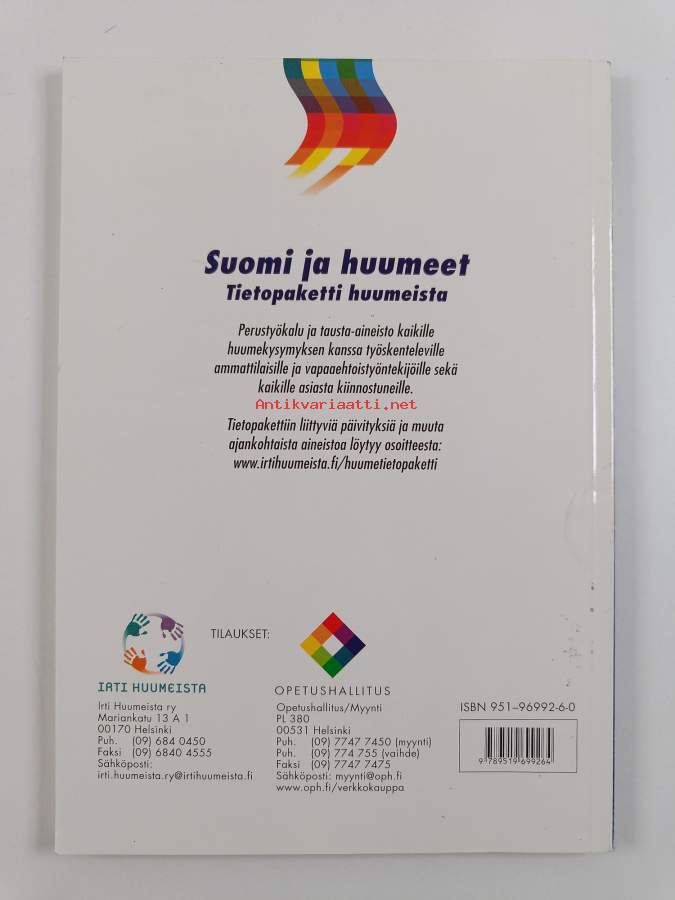 Suomi ja huumeet
Tietopaketti huumeista
Perustyökalu ja tausta-aineisto kaikille
huumekysymyksen kanssa työskenteleville
ammattilaisille ja vapaaehtoistyöntekijöille sekä
kaikille asiasta kiinnostuneille.
Antikvariaatti.net
Tietopakettiin liittyviä päivityksiä ja muuta
ajankohtaista aineistoa löytyy osoitteesta:
www.irtihuumeista.fi/huumetietopaketti
TILAUKSET:
IRTI HUUMEISTA
Irti Huumeista ry
Mariankatu 13 A 1
00170 Helsinki
Puh. (09) 684 0450
Faksi (09) 6840 4555
Sähköposti:
irti.huumeista.ry@irtihuumeista.fi
OPETUSHALLITUS
Opetushallitus/Myynti
PL 380
00531 Helsinki
Puh. (09) 7747 7450 (myynti)
Puh. (09) 774 755 (vaihde)
Faksi (09) 7747 7475
Sähköposti: myynti@oph.fi
www.oph.fi/verkkokauppa
ISBN 951–96992-6-0
9 789519 699264